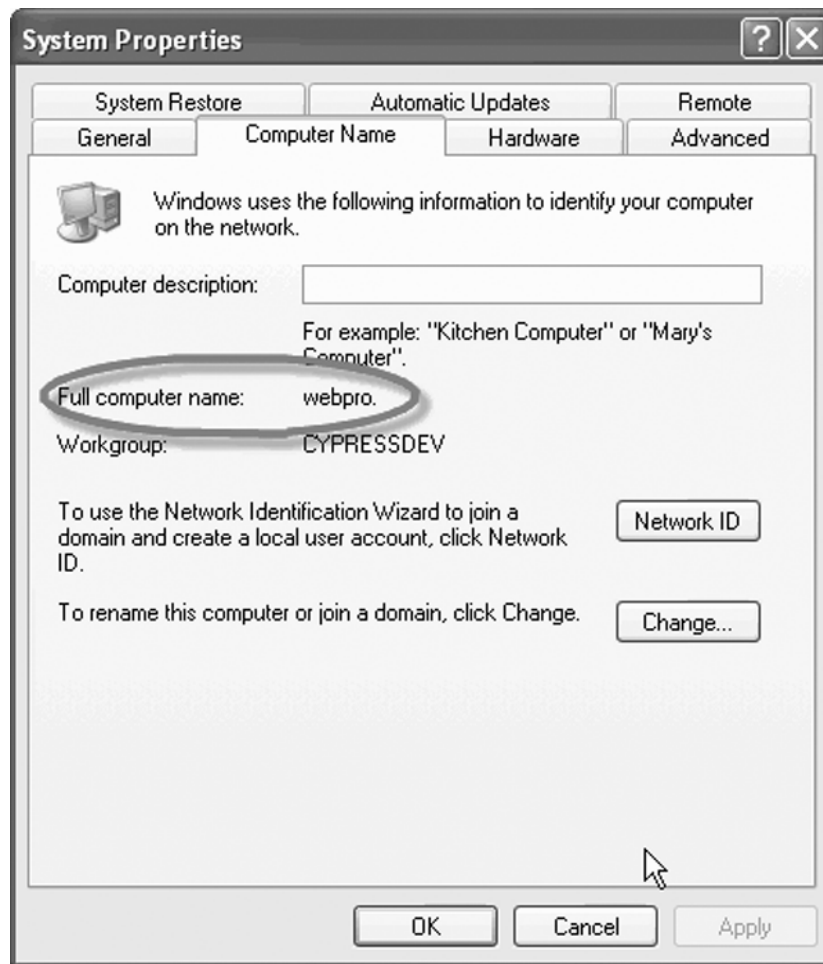 System Properties
?
System Restore
Automatic Updates
Remote
General
Computer Name
Hardware
Advanced
Windows uses the following information to identify your computer
on the network.
Computer description:
For example: "Kitchen Computer" or "Mary's
Computer".
Full computer name: webpro.
Workgroup: CYPRESSDEV
To use the Network Identification Wizard to join a
domain and create a local user account, click Network
ID.
Network ID
To rename this computer or join a domain, click Change.
Change...
OK
Cancel
Apply